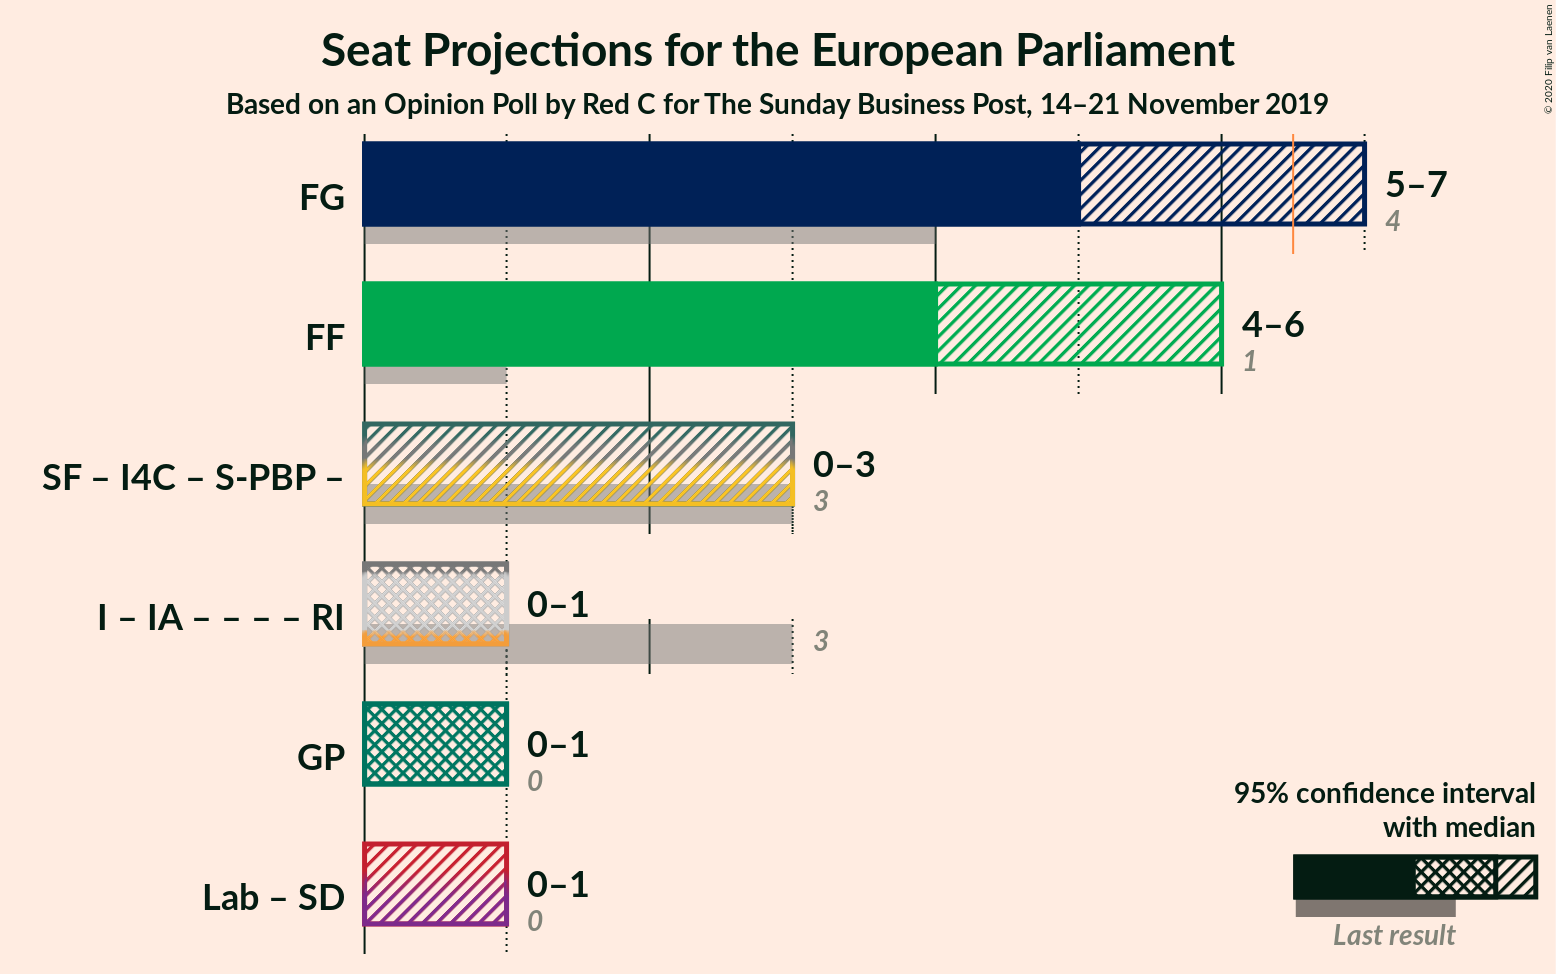 Seat Projections for the European Parliament
Based on an Opinion Poll by Red C for The Sunday Business Post, 14–21 November 2019
© 2020 Filip van Laenen
FG
5–7
4
FF
4–6
1
SF – I4C – S-PBP –
0–3
3
I – IA – – – – RI
0–1
3
GP
0–1
0
Lab – SD
0–1
0
95% confidence interval
with median
Last result